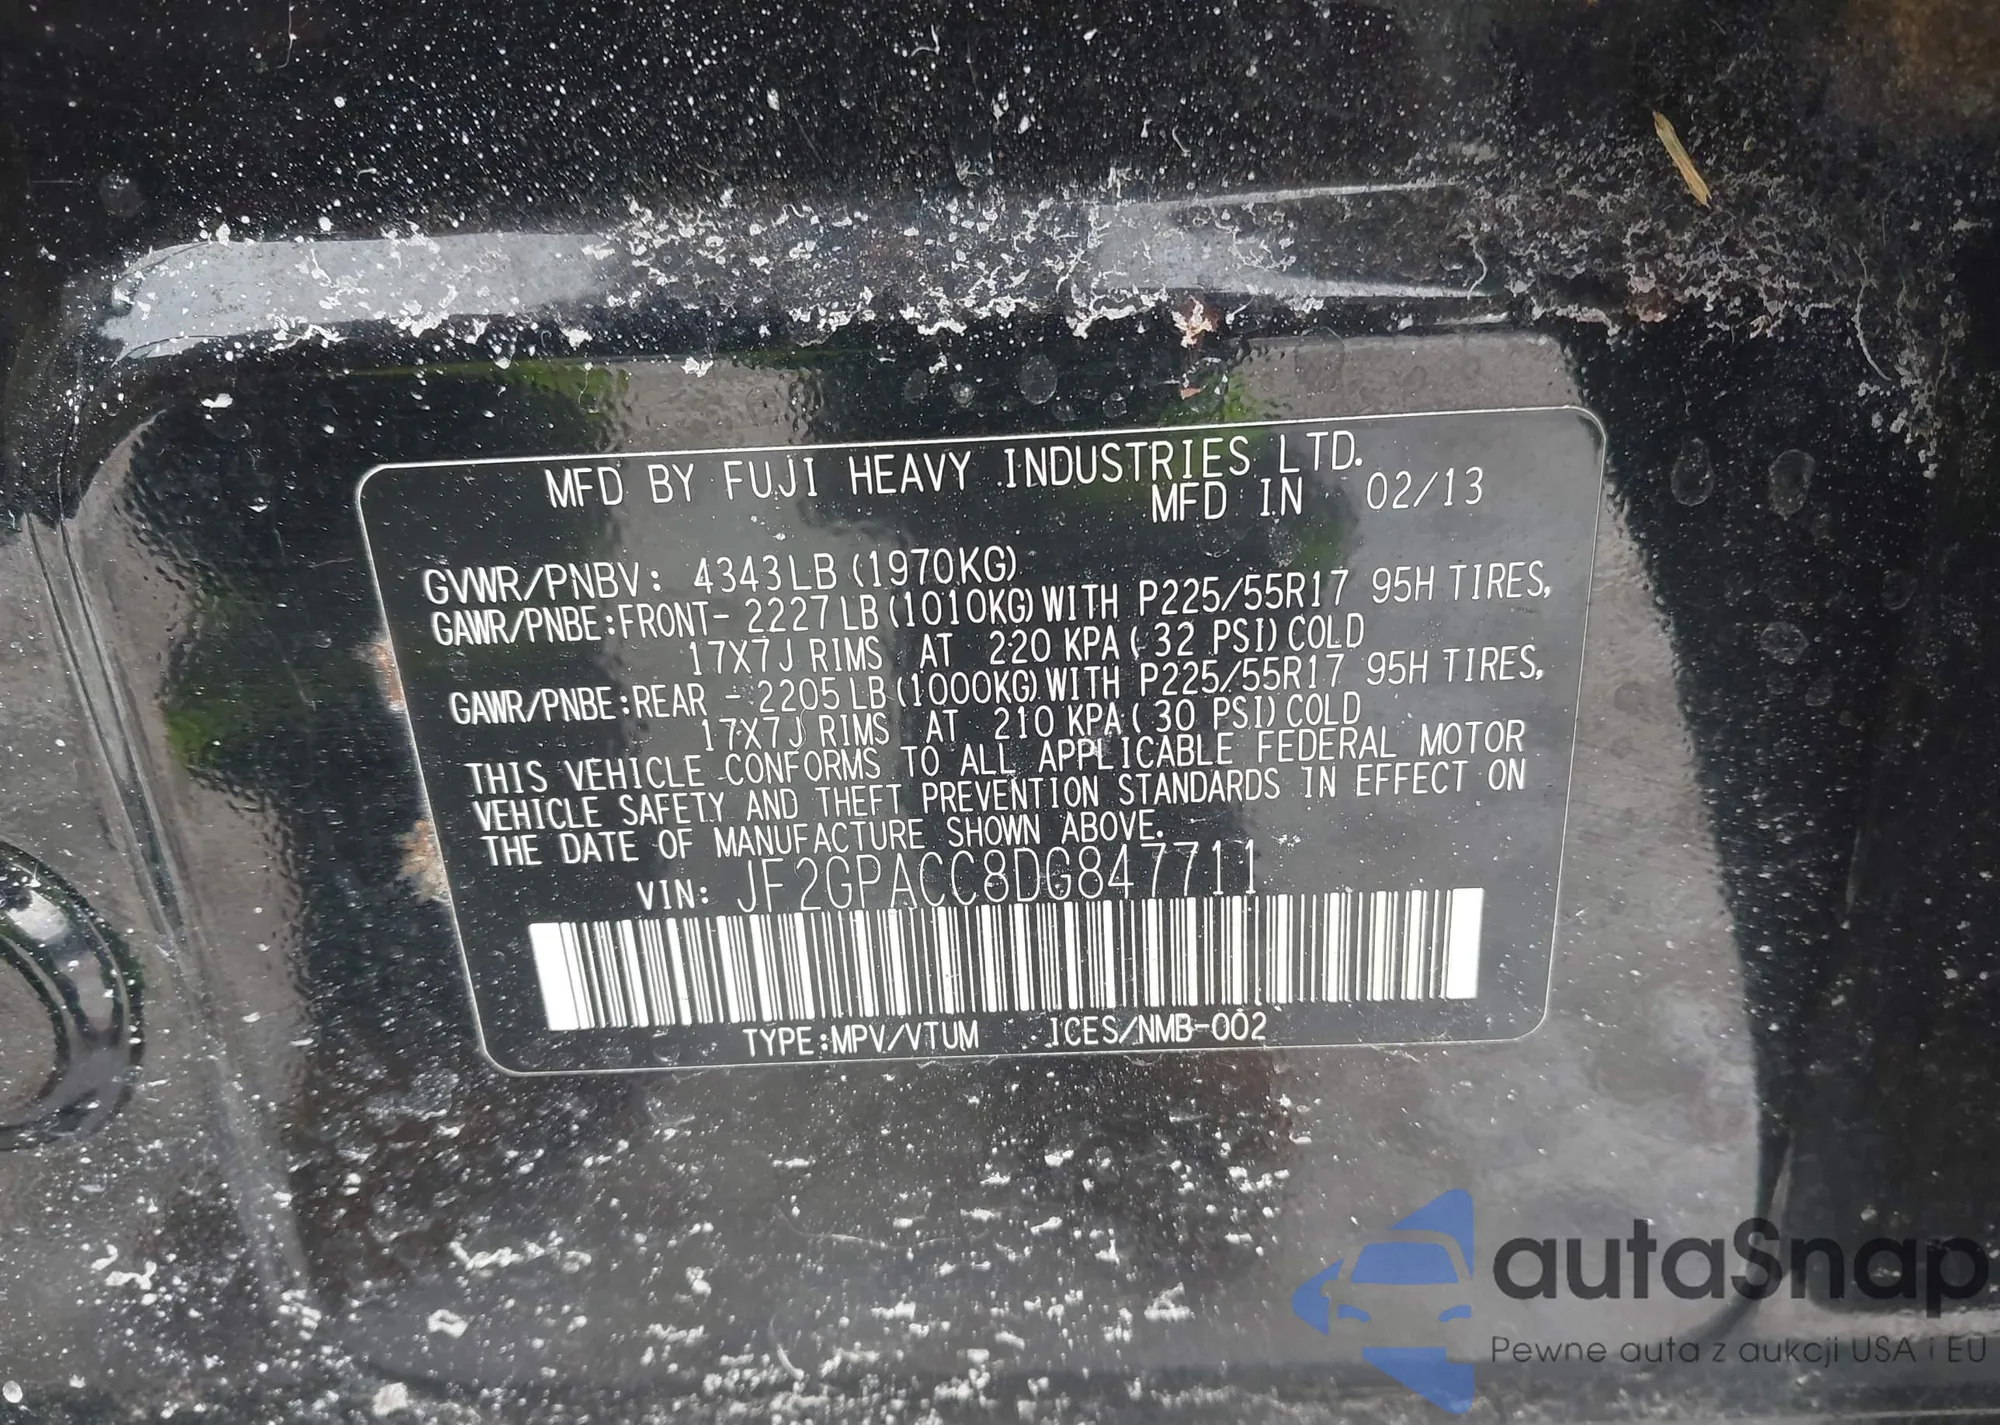 MFD BY FUJI HEAVY INDUSTRIES LTD.
MFD IN 02/13
GVWR/PNBV: 4343LB (1970KG)
GAWR/PNBE:FRONT- 2227LB (1010KG) WITH P225/55R17 95H TIRES,
17X7J RIMS AT 220 KPA ( 32 PSI) COLD
GAWR/PNBE:REAR - 2205LB (1000KG) WITH P225/55R17 95H TIRES,
17X7J RIMS AT 210 KPA ( 30 PSI) COLD
THIS VEHICLE CONFORMS TO ALL APPLICABLE FEDERAL MOTOR
VEHICLE SAFETY AND THEFT PREVENTION STANDARDS IN EFFECT ON
THE DATE OF MANUFACTURE SHOWN ABOVE.
VIN: JF2GPACC8DG847711
TYPE:MPV/VTUM ICES/NMB-002
autaSnap
Pewne auta z aukcji USA i EU